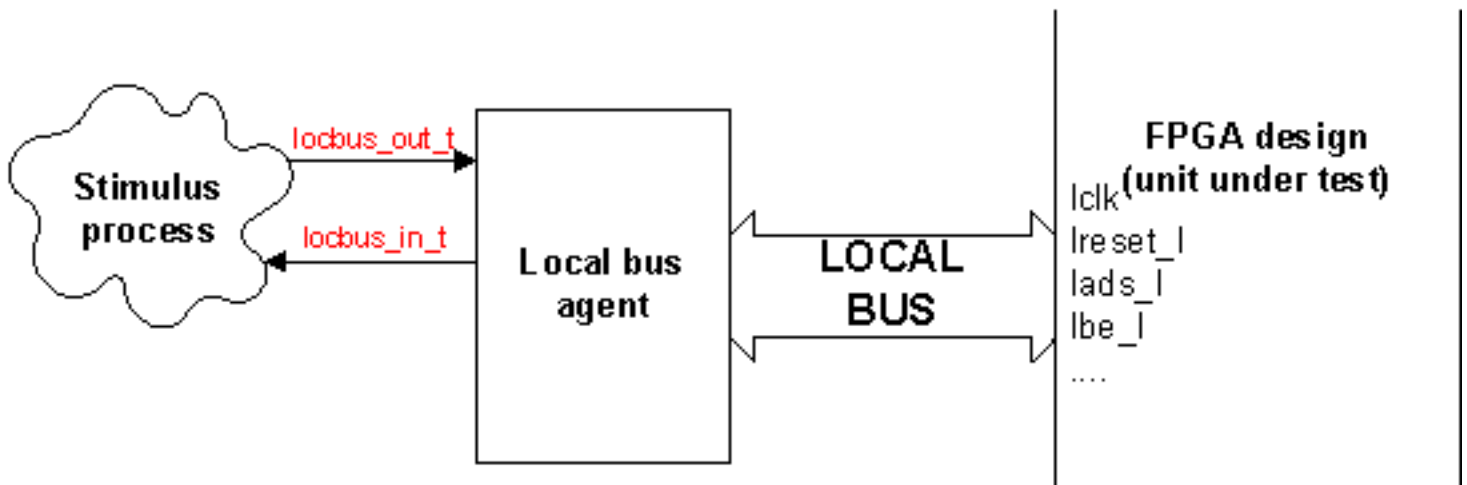 locbus_out_t
Stimulus
process
locbus_in_t
Local bus
agent
LOCAL
BUS
FPGA design
(unit under test)
lclk
lreset_l
lads_l
lbe_l
....